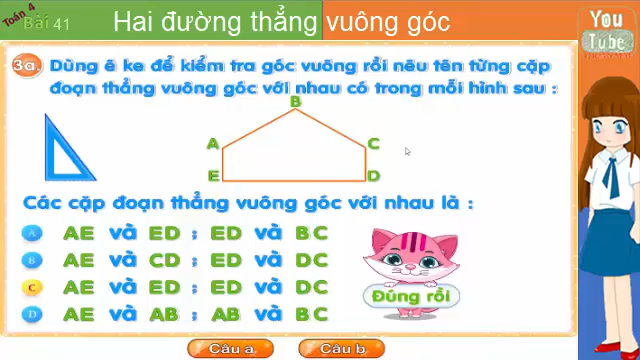 Toán 4
Bài 41
Hai đường thẳng vuông góc
You
Tube
3a.
Dùng ê ke để kiểm tra góc vuông rồi nêu tên từng cặp
đoạn thẳng vuông góc với nhau có trong mỗi hình sau :
B
A
C
E
D
Các cặp đoạn thẳng vuông góc với nhau là :
A AE và ED ; ED và BC
B AE và CD ; ED và DC
C AE và ED ; ED và DC
D AE và AB ; AB và BC
Đúng rồi
Câu a
Câu b